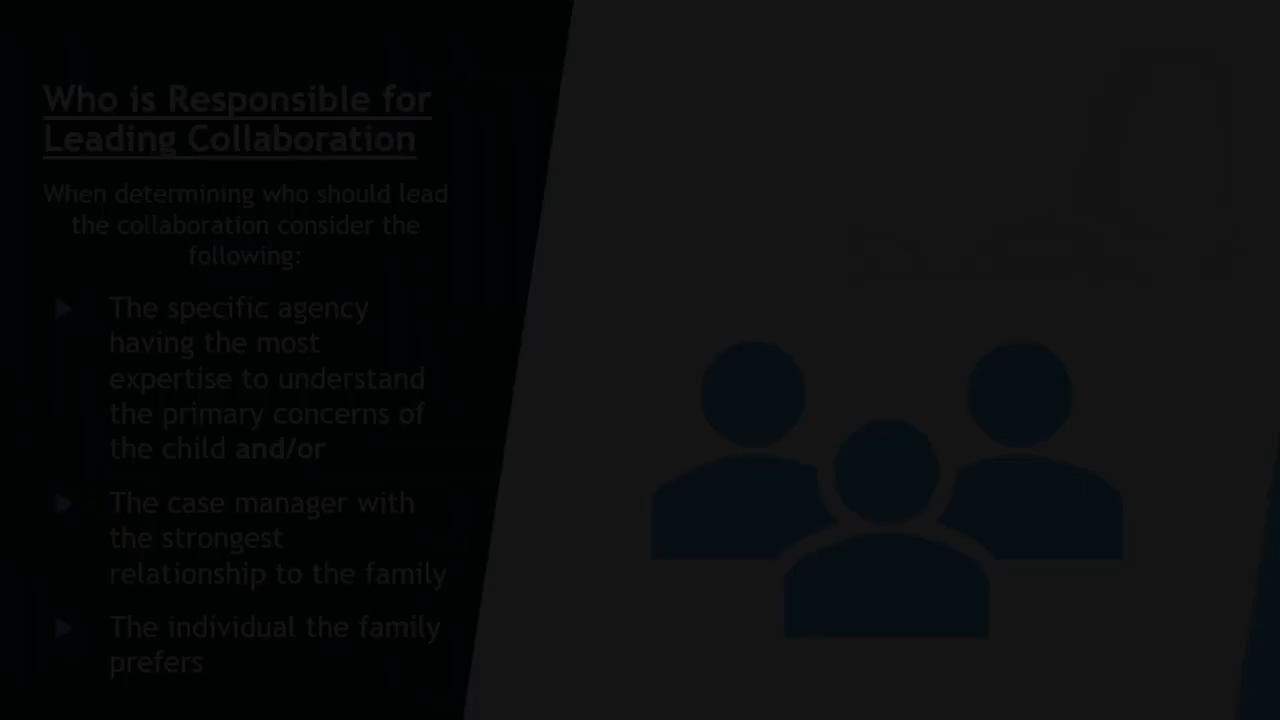 Who is Responsible for
Leading Collaboration
When determining who should lead
the collaboration consider the
following:
The specific agency
having the most
expertise to understand
the primary concerns of
the child and/or
The case manager with
the strongest
relationship to the family
The individual the family
prefers